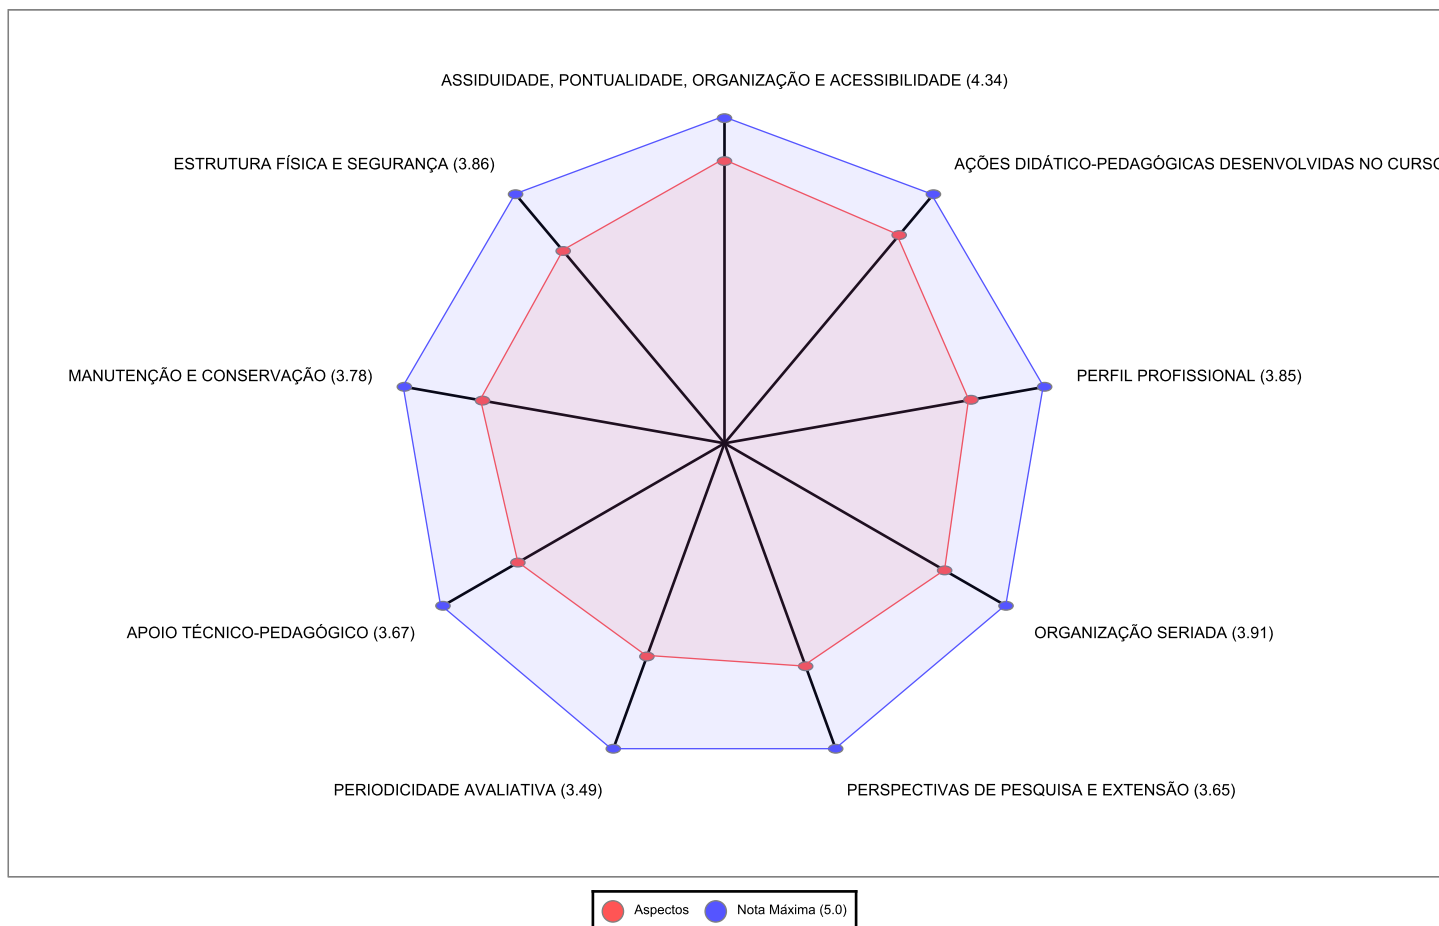 ASSIDUIDADE, PONTUALIDADE, ORGANIZAÇÃO E ACESSIBILIDADE (4.34)
ESTRUTURA FÍSICA E SEGURANÇA (3.86)
AÇÕES DIDÁTICO-PEDAGÓGICAS DESENVOLVIDAS NO CURSO
MANUTENÇÃO E CONSERVAÇÃO (3.78)
PERFIL PROFISSIONAL (3.85)
APOIO TÉCNICO-PEDAGÓGICO (3.67)
ORGANIZAÇÃO SERIADA (3.91)
PERIODICIDADE AVALIATIVA (3.49)
PERSPECTIVAS DE PESQUISA E EXTENSÃO (3.65)
Aspectos
Nota Máxima (5.0)